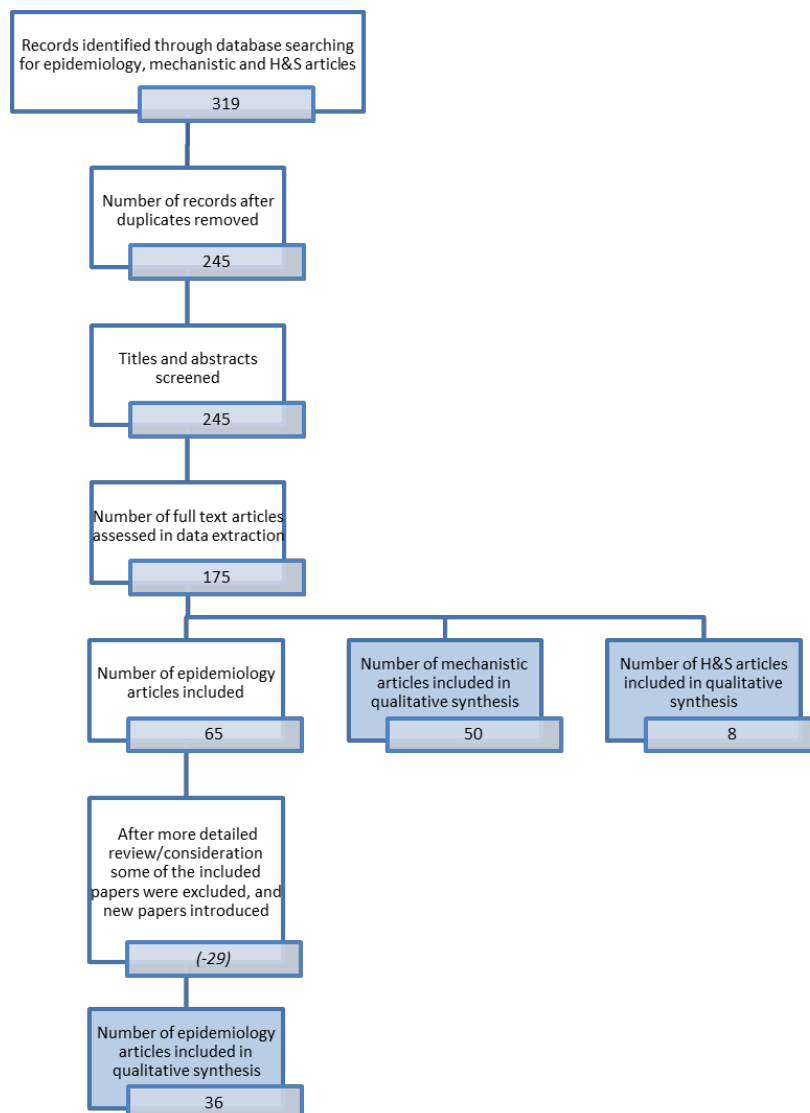 Records identified through database searching
for epidemiology, mechanistic and H&S articles
319
Number of records after
duplicates removed
245
Titles and abstracts
screened
245
Number of full text articles
assessed in data extraction
175
Number of epidemiology
articles included
65
Number of mechanistic
articles included in
qualitative synthesis
50
Number of H&S articles
included in qualitative
synthesis
8
After more detailed
review/consideration
some of the included
papers were excluded, and
new papers introduced
(-29)
Number of epidemiology
articles included in
qualitative synthesis
36